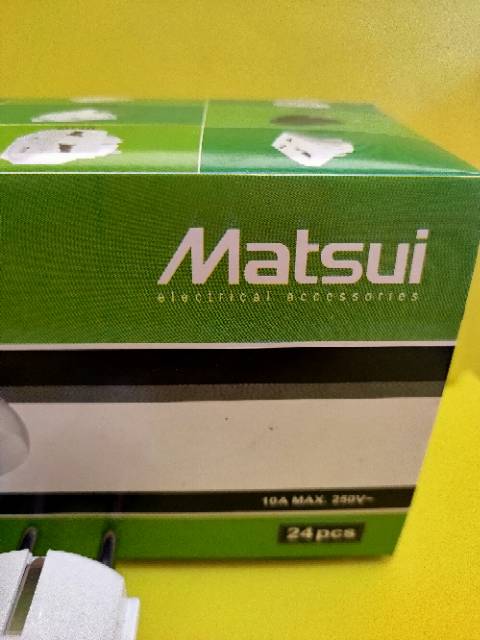 Matsui
electrical accessories
10A MAX. 250V~
24pcs